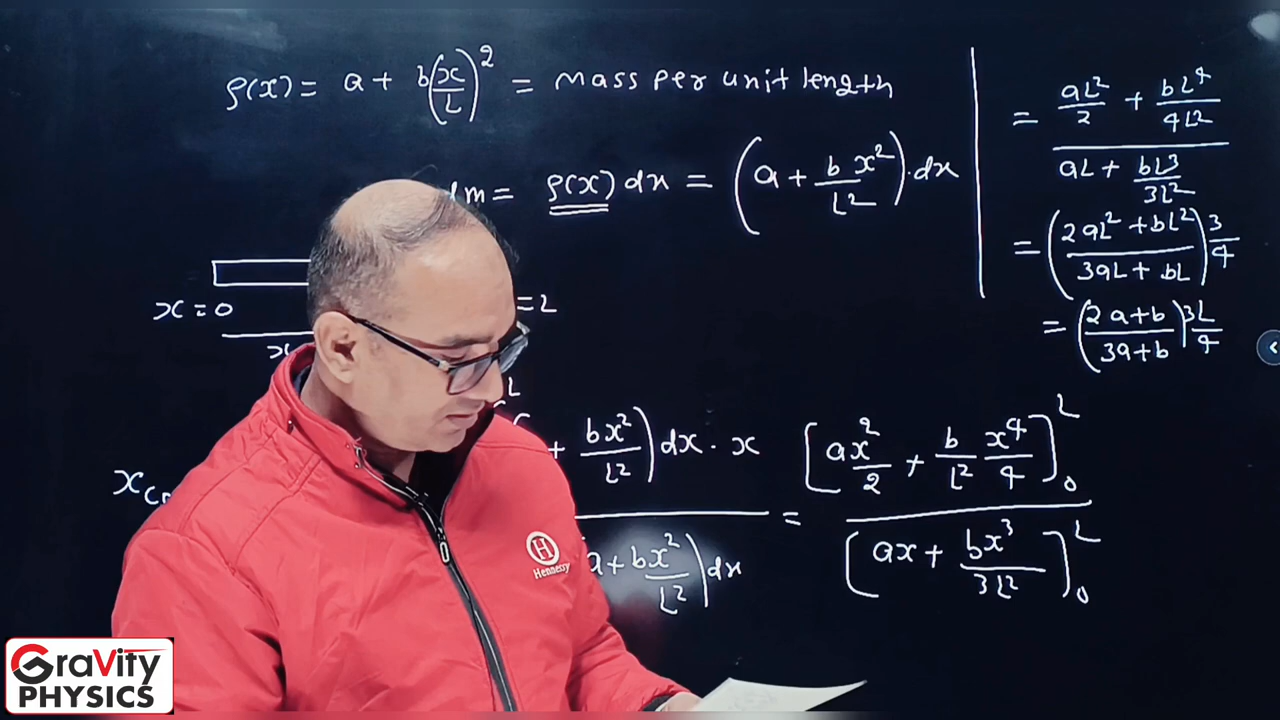 ρ(x) = a + b(x/L)² = mass per unit length
dm = ρ(x) dx = (a + b x²/L²)·dx
x = 0
= L
L
+ bx²/L²) dx · x
a + bx²/L²) dx
= [a x²/2 + b/L² x⁴/4]₀ᴸ
[ax + bx³/3L²]₀ᴸ
= aL²/2 + bL⁴/4L²
aL + bL³/3L²
= (2aL² + bL²/3aL + bL) 3/4
= (2a+b/3a+b) 3L/4
H
Hennessy
GraVity
PHYSICS